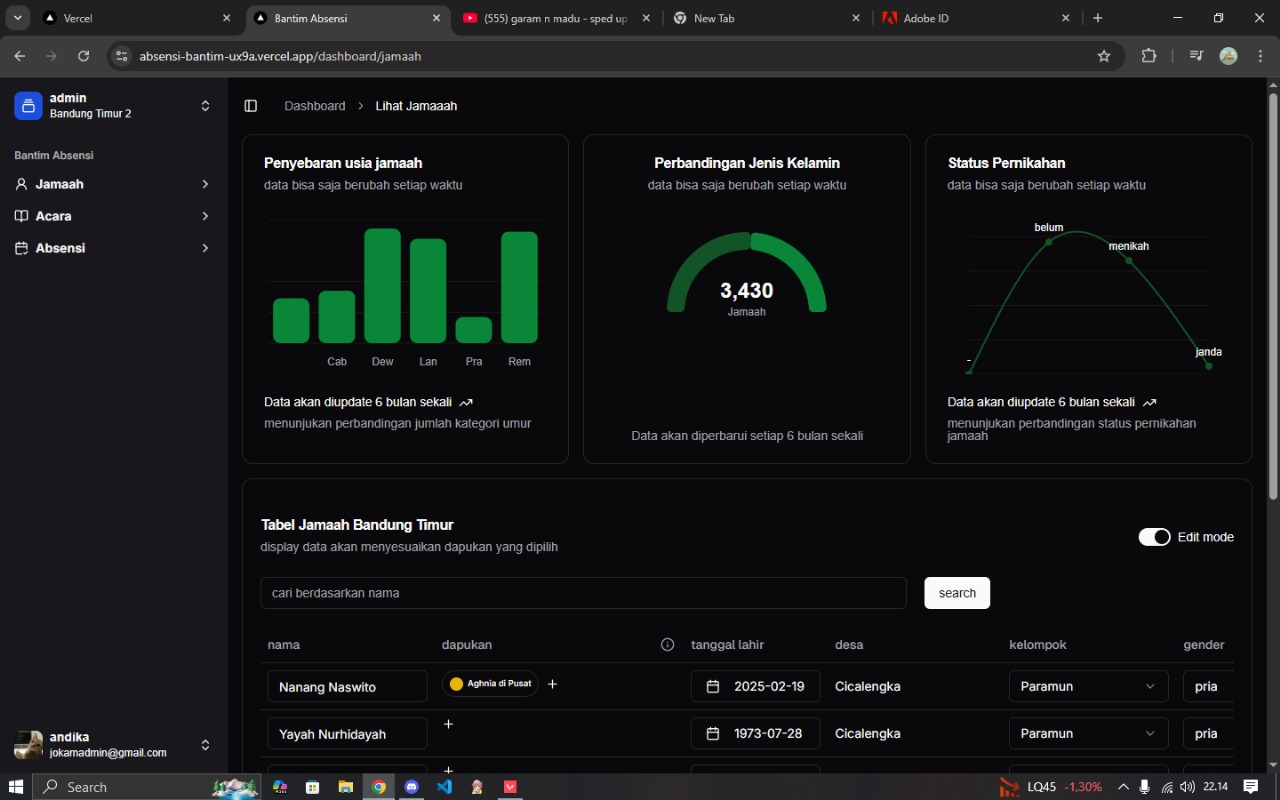 Vercel
Bantim Absensi
(555) garam n madu - sped up
New Tab
Adobe ID
absensi-bantim-ux9a.vercel.app/dashboard/jamaah
admin
Bandung Timur 2
Bantim Absensi
Jamaah
Acara
Absensi
andika
jokamadmin@gmail.com
Dashboard > Lihat Jamaaah
Penyebaran usia jamaah
data bisa saja berubah setiap waktu
Cab Dew Lan Pra Rem
Data akan diupdate 6 bulan sekali
menunjukan perbandingan jumlah kategori umur
Perbandingan Jenis Kelamin
data bisa saja berubah setiap waktu
3,430
Jamaah
Data akan diperbarui setiap 6 bulan sekali
Status Pernikahan
data bisa saja berubah setiap waktu
belum
menikah
-
janda
Data akan diupdate 6 bulan sekali
menunjukan perbandingan status pernikahan
jamaah
Tabel Jamaah Bandung Timur
display data akan menyesuaikan dapukan yang dipilih
Edit mode
cari berdasarkan nama
search
nama dapukan tanggal lahir desa kelompok gender
Nanang Naswito Aghnia di Pusat + 2025-02-19 Cicalengka Paramun pria
Yayah Nurhidayah + 1973-07-28 Cicalengka Paramun pria
+
Search
LQ45 -1,30%
22.14